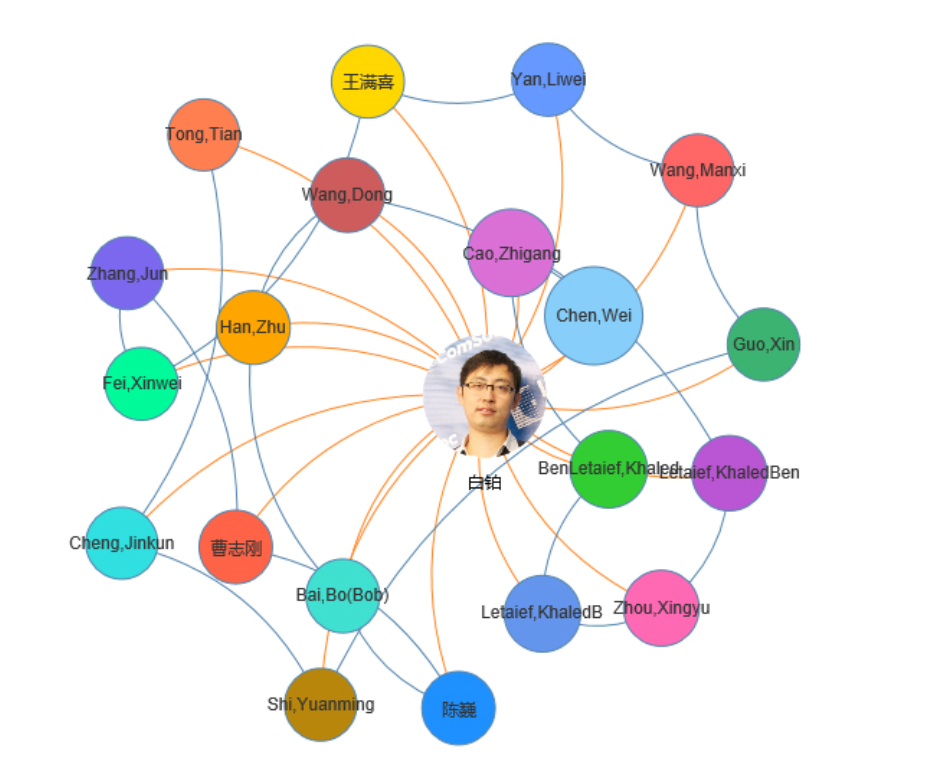 王满喜
Yan,Liwei
Tong,Tian
Wang,Manxi
Wang,Dong
Cao,Zhigang
Zhang,Jun
Chen,Wei
Han,Zhu
Guo,Xin
Fei,Xinwei
BenLetaief,Khaled
Letaief,KhaledBen
白铂
Cheng,Jinkun
曹志刚
Bai,Bo(Bob)
Letaief,KhaledB
Zhou,Xingyu
Shi,Yuanming
陈巍